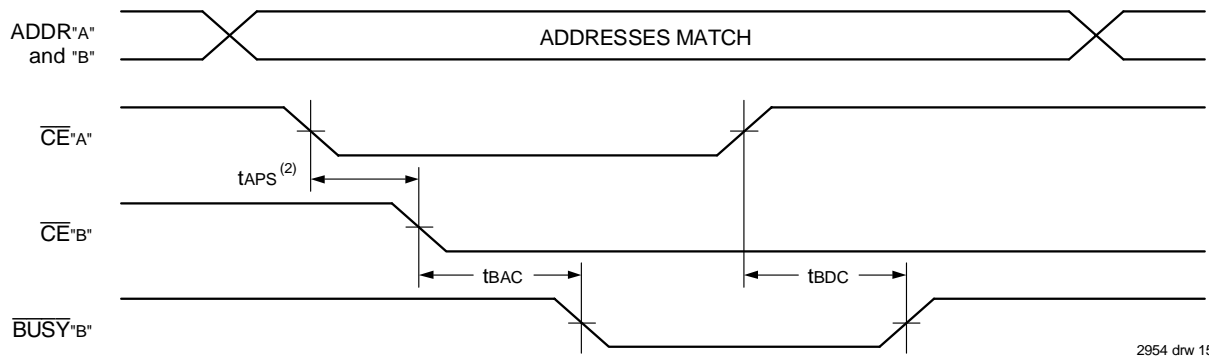 ADDR"A"
and "B"
ADDRESSES MATCH
CE"A"
tAPS (2)
CE"B"
tBAC
tBDC
BUSY"B"
2954 drw 15